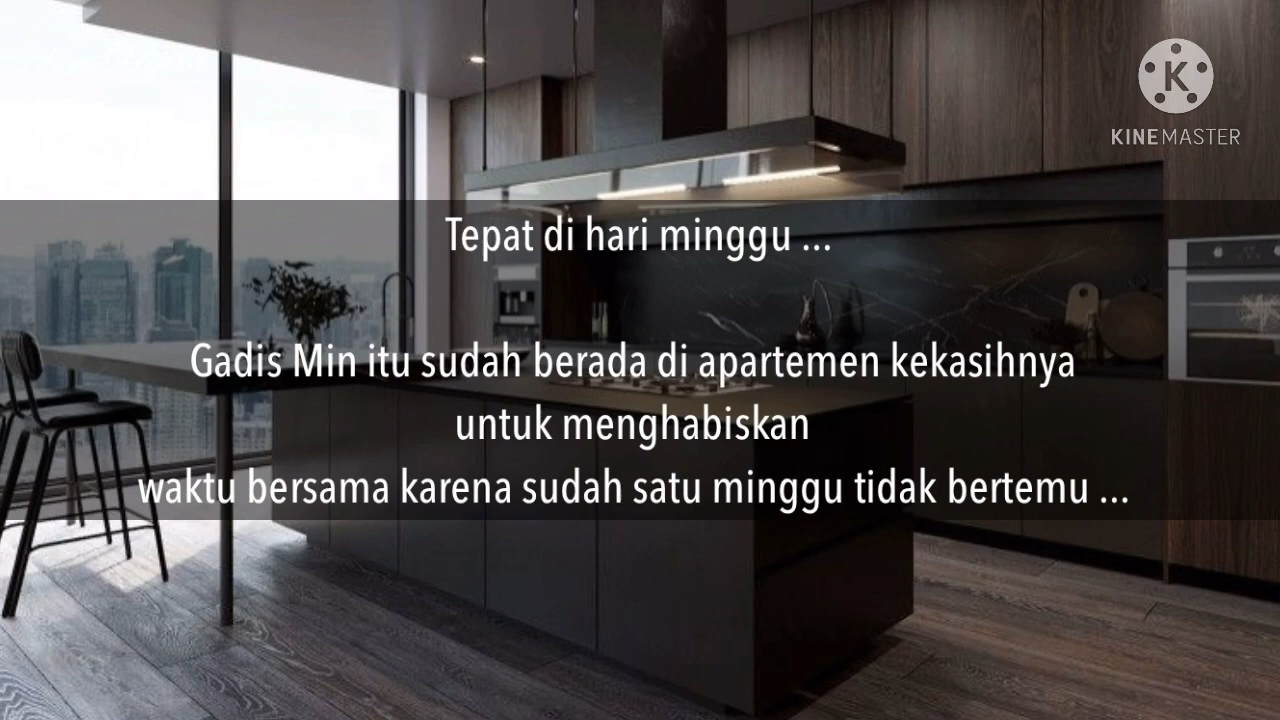 KINEMASTER
Tepat di hari minggu ...
Gadis Min itu sudah berada di apartemen kekasihnya
untuk menghabiskan
waktu bersama karena sudah satu minggu tidak bertemu ...